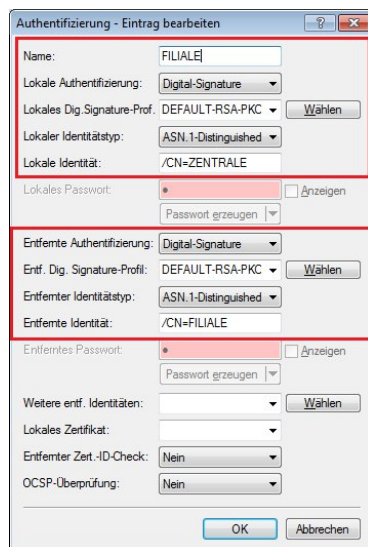 Authentifizierung - Eintrag bearbeiten
Name: FILIALE
Lokale Authentifizierung: Digital-Signature
Lokales Dig.Signature-Prof. DEFAULT-RSA-PKC Wählen
Lokaler Identitätstyp: ASN.1-Distinguished
Lokale Identität: /CN=ZENTRALE
Lokales Passwort: Anzeigen
Passwort erzeugen
Entfernte Authentifizierung: Digital-Signature
Entf. Dig. Signature-Profil: DEFAULT-RSA-PKC Wählen
Entfernter Identitätstyp: ASN.1-Distinguished
Entfernte Identität: /CN=FILIALE
Entferntes Passwort: Anzeigen
Passwort erzeugen
Weitere entf. Identitäten: Wählen
Lokales Zertifikat:
Entfernter Zert.-ID-Check: Nein
OCSP-Überprüfung: Nein
OK Abbrechen